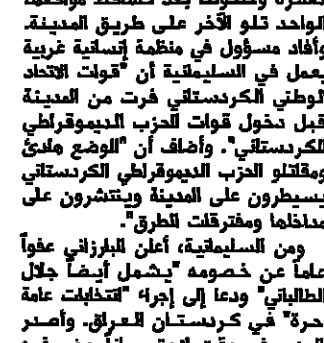 الواحد تلو الآخر على طريق المدينة.
وأفاد مسؤول في منظمة إنسانية غربية
يعمل في السليمانية أن "قوات الاتحاد
الوطني الكردستاني فرت من المدينة
قبل دخول قوات الحزب الديموقراطي
الكردستاني". وأضاف أن "الوضع هادئ
ومقاتلو الحزب الديموقراطي الكردستاني
يسيطرون على المدينة وينتشرون على
مداخلها ومفترقات الطرق".
ومن السليمانية، أعلن البارزاني عفواً
عاماً عن خصومه "يشمل أيضاً جلال
الطالباني" ودعا إلى إجراء "انتخابات عامة
حرة" في كردستان العراق. وأصدر